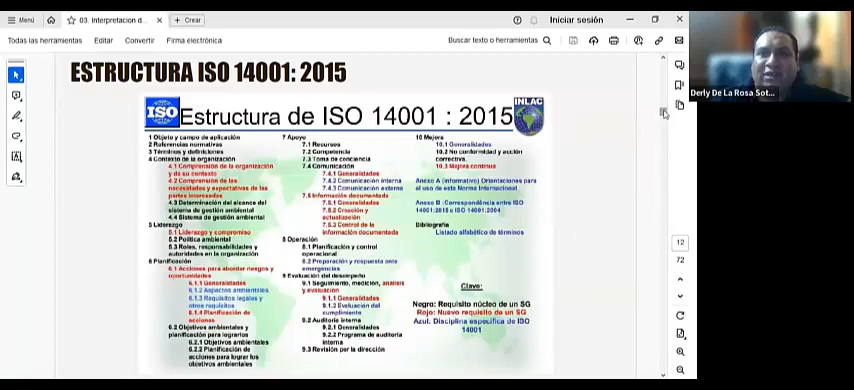 Menú
03. Interpretacion d...
+ Crear
Iniciar sesión
Todas las herramientas Editar Convertir Firma electrónica
Buscar texto o herramientas
Derly De La Rosa Sot...
ESTRUCTURA ISO 14001: 2015
ISO
Estructura de ISO 14001 : 2015
INLAC
1 Objeto y campo de aplicación
2 Referencias normativas
3 Términos y definiciones
4 Contexto de la organización
4.1 Comprensión de la organización
y de su contexto
4.2 Comprensión de las
necesidades y expectativas de las
partes interesadas
4.3 Determinación del alcance del
sistema de gestión ambiental
4.4 Sistema de gestión ambiental
5 Liderazgo
5.1 Liderazgo y compromiso
5.2 Política ambiental
5.3 Roles, responsabilidades y
autoridades en la organización
6 Planificación
6.1 Acciones para abordar riesgos y
oportunidades
6.1.1 Generalidades
6.1.2 Aspectos ambientales
6.1.3 Requisitos legales y
otros requisitos
6.1.4 Planificación de
acciones
6.2 Objetivos ambientales y
planificación para lograrlos
6.2.1 Objetivos ambientales
6.2.2 Planificación de
acciones para lograr los
objetivos ambientales
7 Apoyo
7.1 Recursos
7.2 Competencia
7.3 Toma de conciencia
7.4 Comunicación
7.4.1 Generalidades
7.4.2 Comunicación interna
7.4.3 Comunicación externa
7.5 Información documentada
7.5.1 Generalidades
7.5.2 Creación y
actualización
7.5.3 Control de la
información documentada
8 Operación
8.1 Planificación y control
operacional
8.2 Preparación y respuesta ante
emergencias
9 Evaluación del desempeño
9.1 Seguimiento, medición, análisis
y evaluación
9.1.1 Generalidades
9.1.2 Evaluación del
cumplimiento
9.2 Auditoría interna
9.2.1 Generalidades
9.2.2 Programa de auditoría
interna
9.3 Revisión por la dirección
10 Mejora
10.1 Generalidades
10.2 No conformidad y acción
correctiva
10.3 Mejora continua
Anexo A (informativo) Orientaciones para
el uso de esta Norma Internacional
Anexo B : Correspondencia entre ISO
14001:2015 e ISO 14001:2004
Bibliografía
Listado alfabético de términos
Clave:
Negro: Requisito núcleo de un SG
Rojo: Nuevo requisito de un SG
Azul. Disciplina específica de ISO
14001
12
72